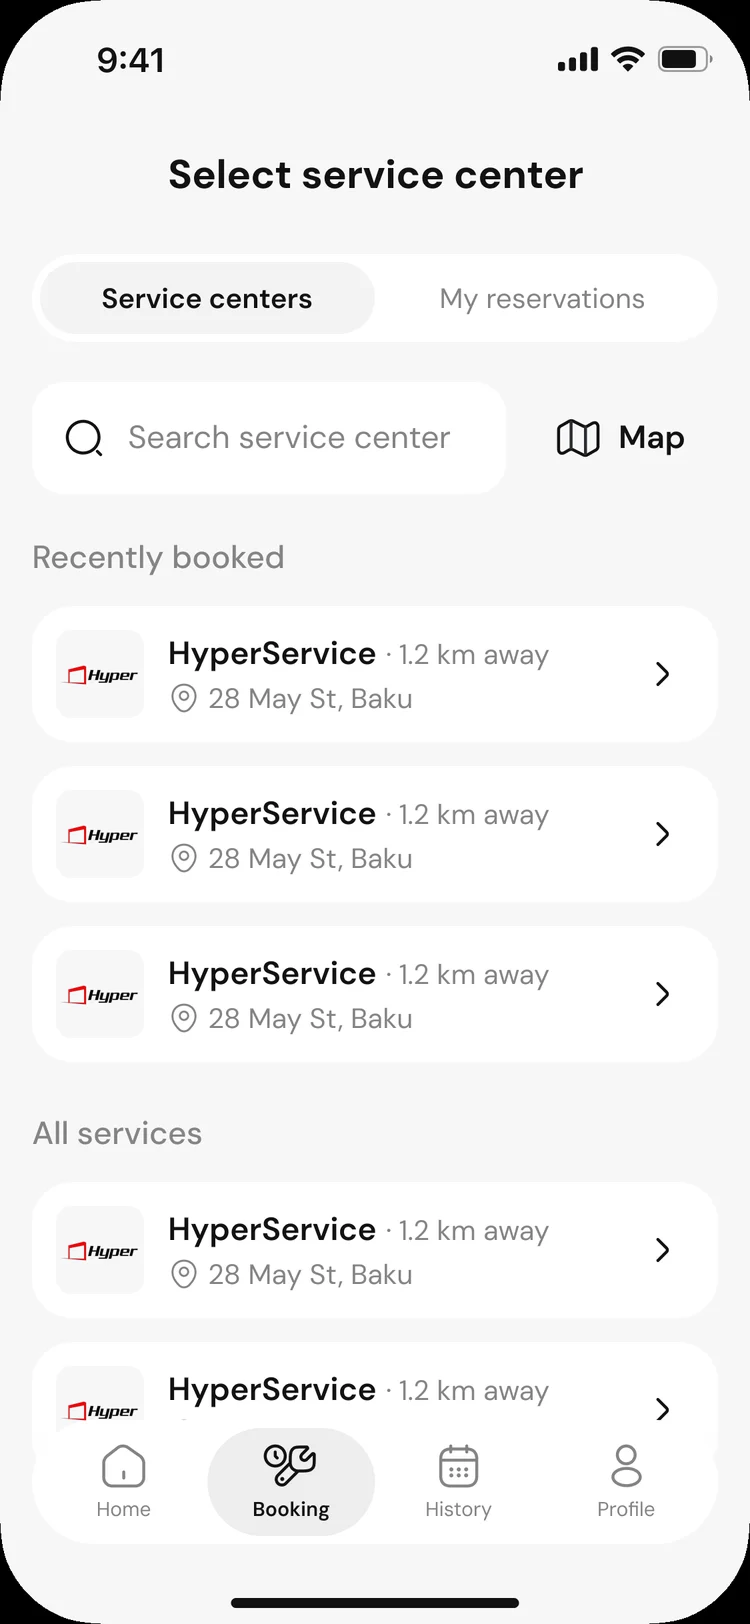 9:41
Select service center
Service centers
My reservations
Search service center
Map
Recently booked
Hyper
HyperService · 1.2 km away
28 May St, Baku
Hyper
HyperService · 1.2 km away
28 May St, Baku
Hyper
HyperService · 1.2 km away
28 May St, Baku
All services
Hyper
HyperService · 1.2 km away
28 May St, Baku
Hyper
HyperService · 1.2 km away
Home
Booking
History
Profile